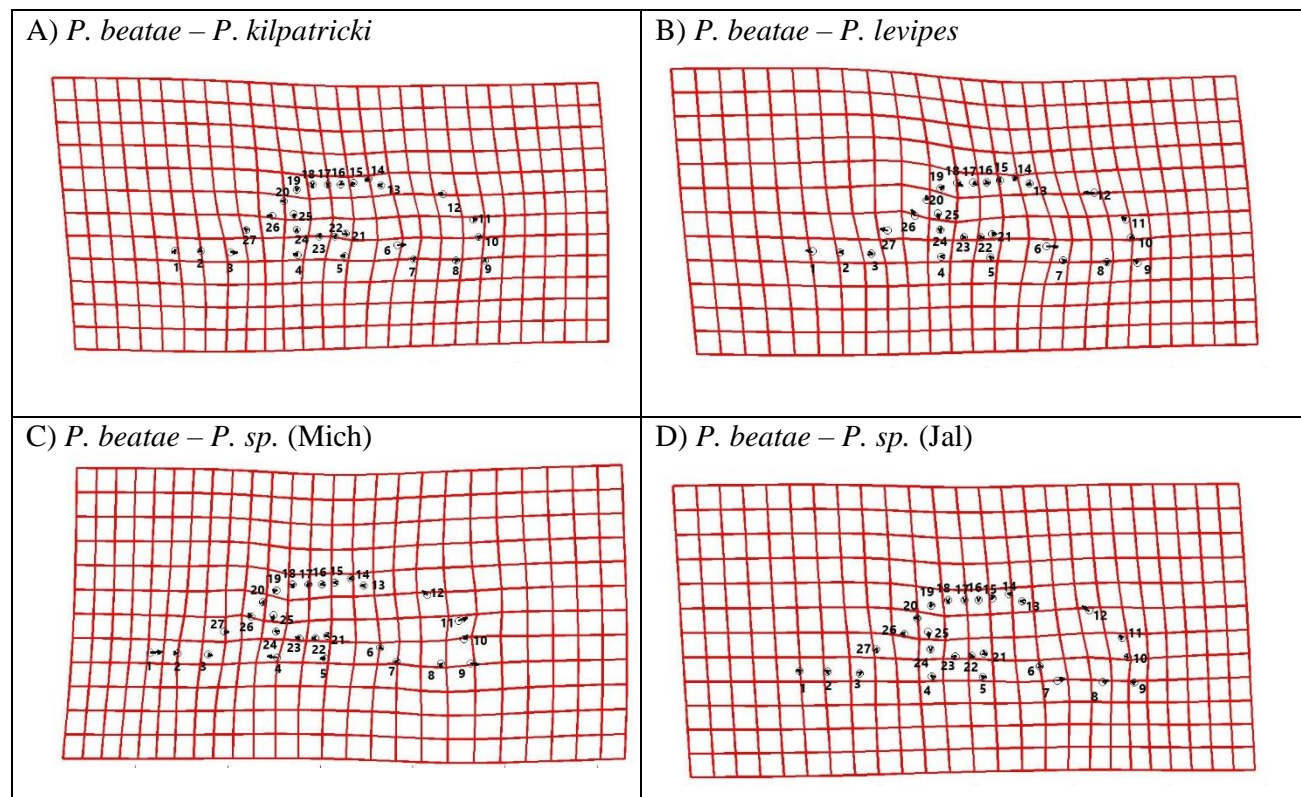 A) P. beatae – P. kilpatricki
19 18 17 16 15 14
20 13
12
26 25 11
27 24 22 21 10
23 6
1 2 3 4 5 7 8 9
B) P. beatae – P. levipes
19 18 17 16 15 14
20 13 12
26 25 11
27 24 23 22 21 10
6
1 2 3 4 5 7 8 9
C) P. beatae – P. sp. (Mich)
19 18 17 16 15 14
20 13 12
27 26 25 11
24 23 22 21 10
6
1 2 3 4 5 7 8 9
D) P. beatae – P. sp. (Jal)
19 18 17 16 15 14
20 13 12
26 25 11
27 24 23 22 21 10
6
1 2 3 4 5 7 8 9